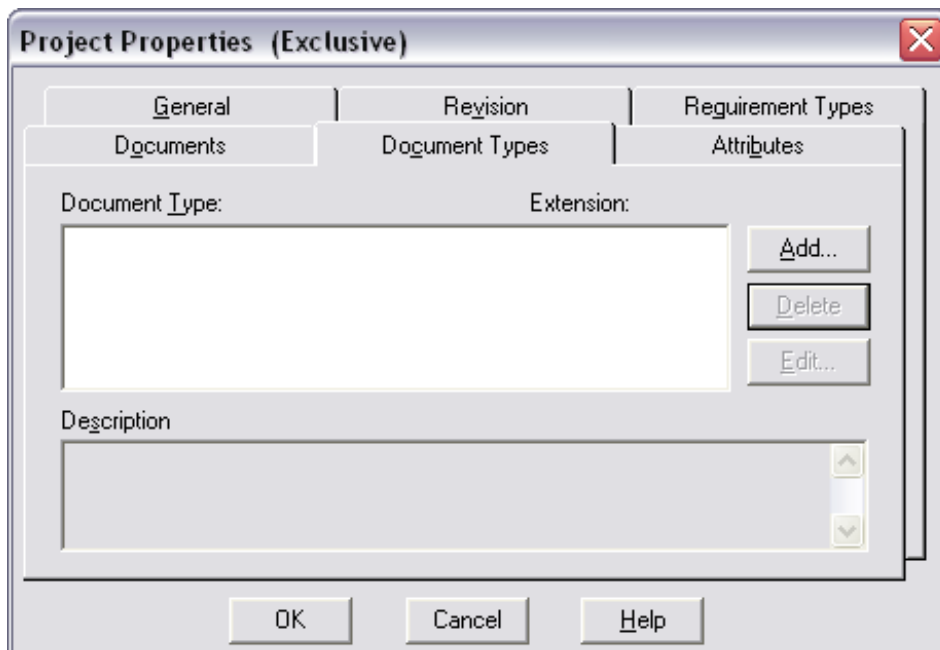 Project Properties (Exclusive)
General Revision Requirement Types
Documents Document Types Attributes
Document Type: Extension:
Add...
Delete
Edit...
Description
OK Cancel Help